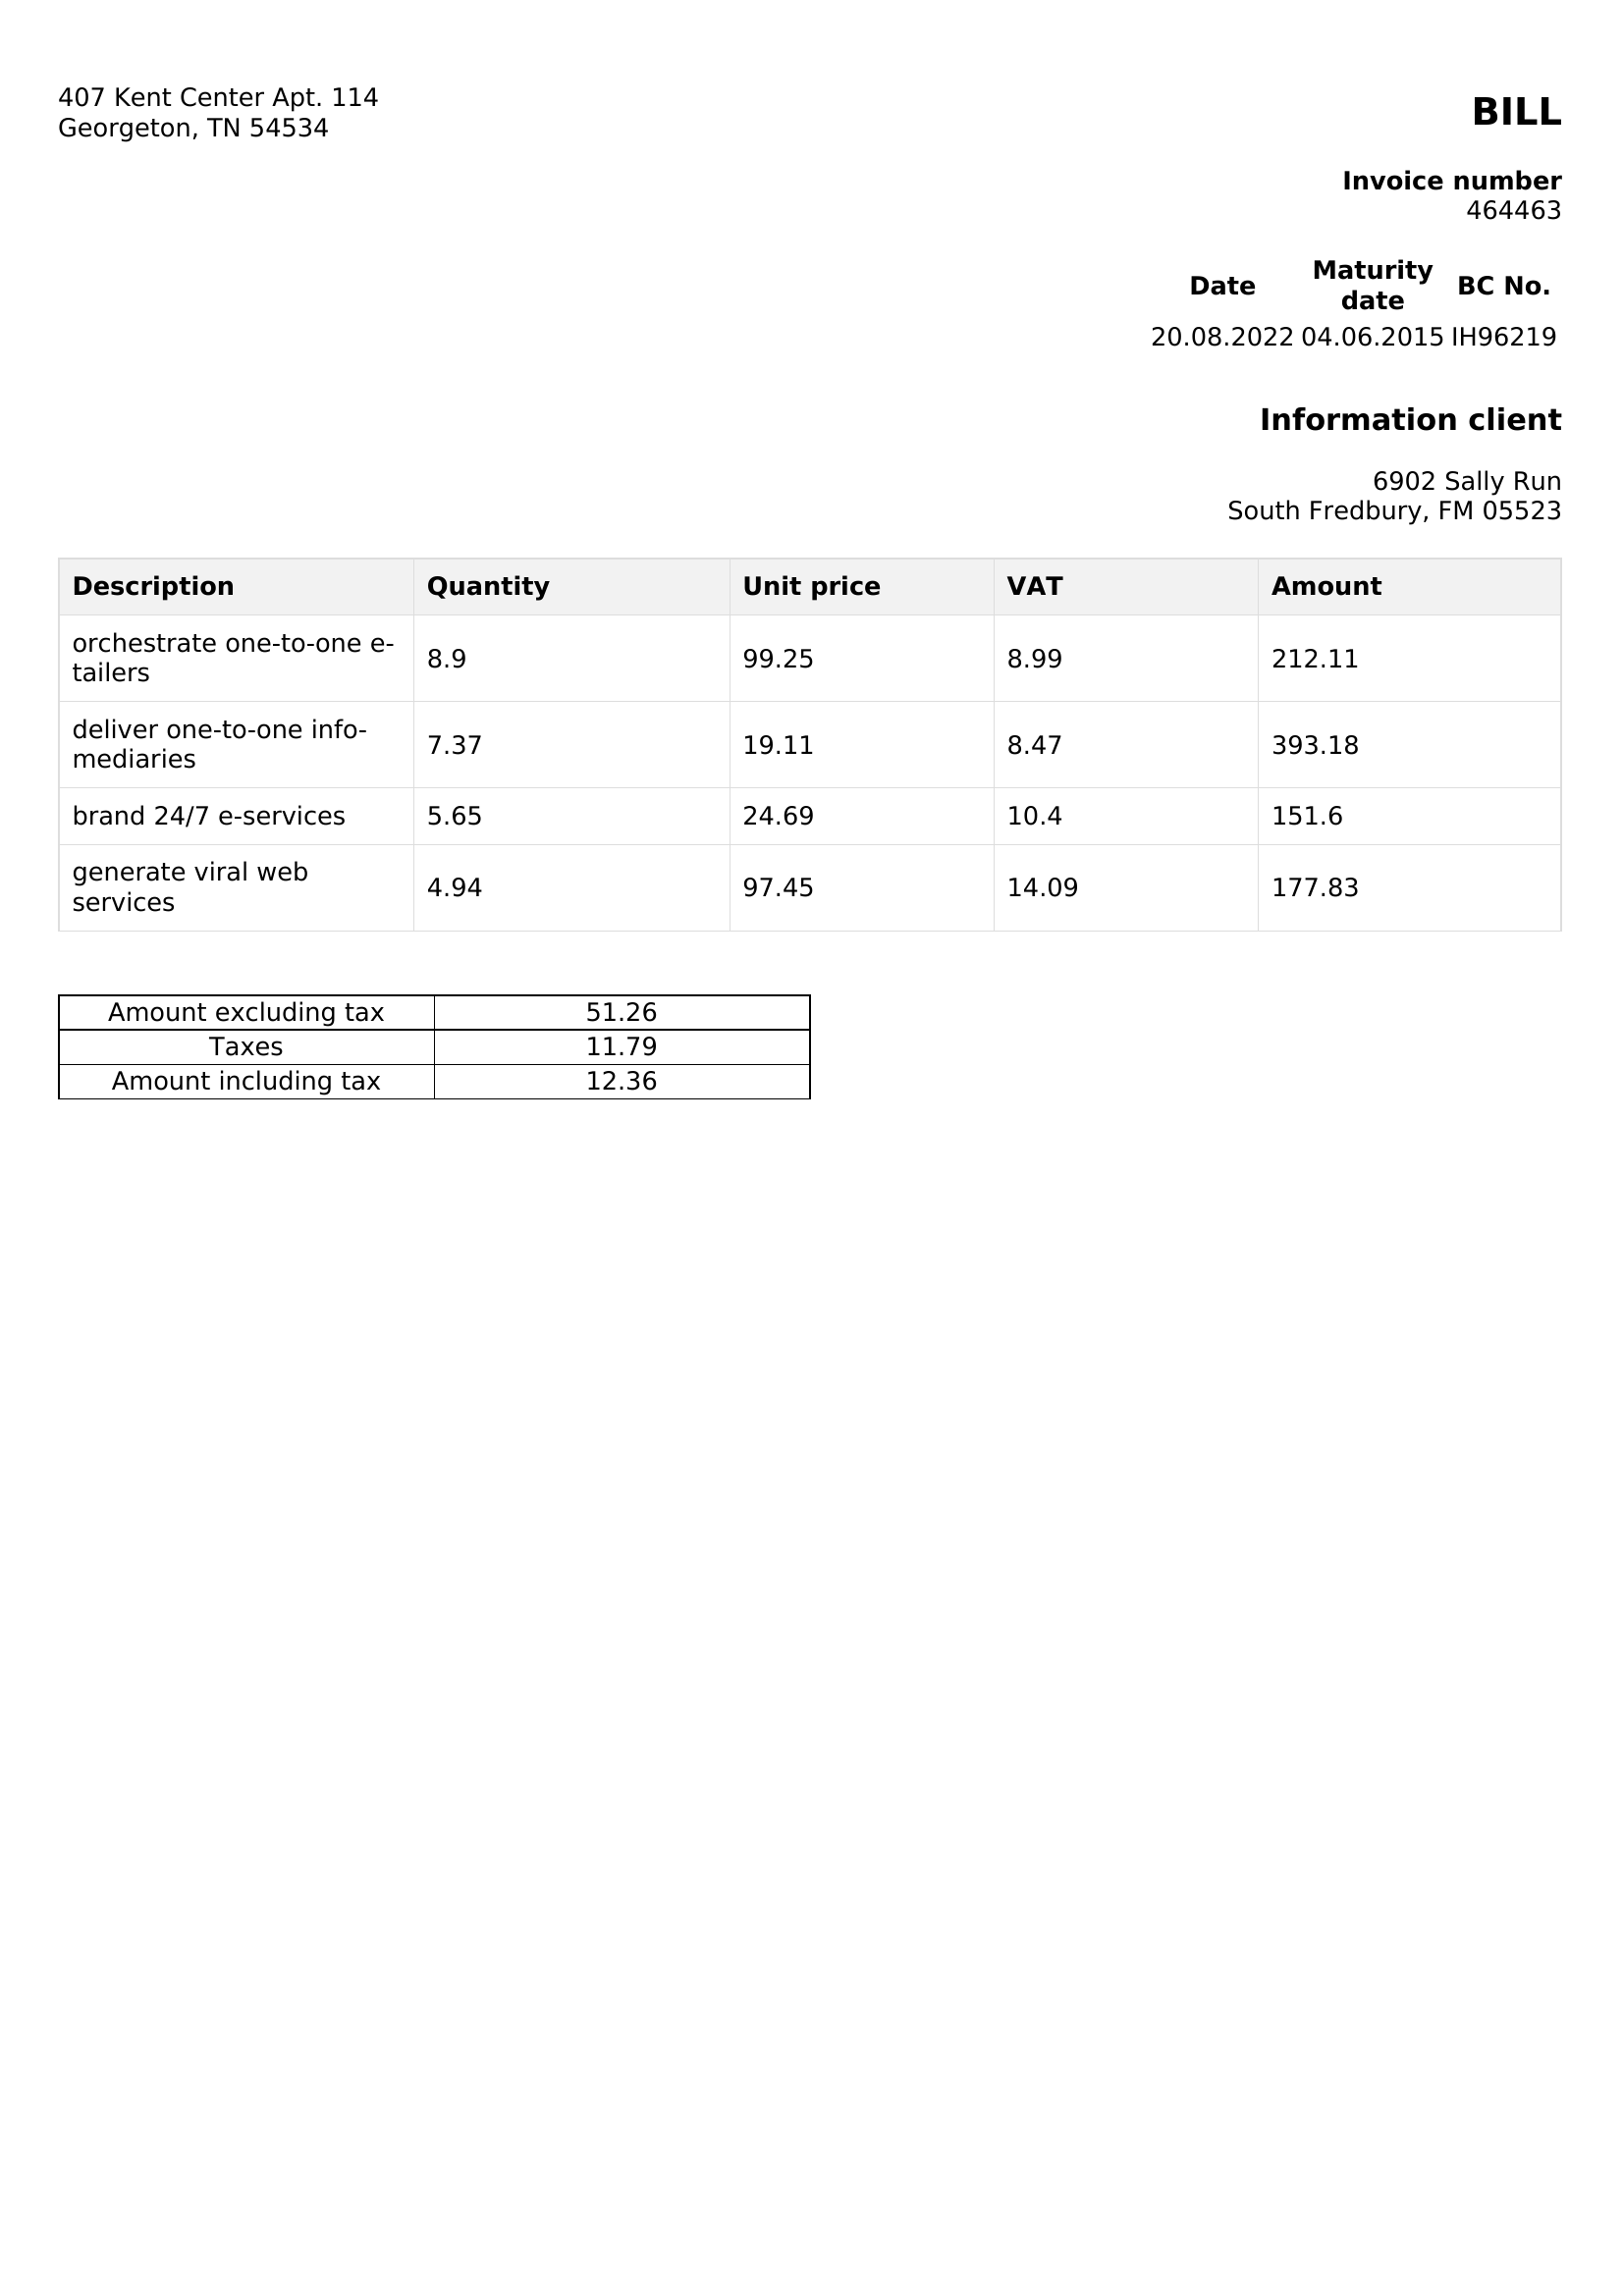 407 Kent Center Apt. 114
Georgeton, TN 54534
BILL
Invoice number
464463
Date Maturity date BC No.
20.08.2022 04.06.2015 IH96219
Information client
6902 Sally Run
South Fredbury, FM 05523
Description Quantity Unit price VAT Amount
orchestrate one-to-one e-
tailers 8.9 99.25 8.99 212.11
deliver one-to-one info-
mediaries 7.37 19.11 8.47 393.18
brand 24/7 e-services 5.65 24.69 10.4 151.6
generate viral web
services 4.94 97.45 14.09 177.83
Amount excluding tax 51.26
Taxes 11.79
Amount including tax 12.36